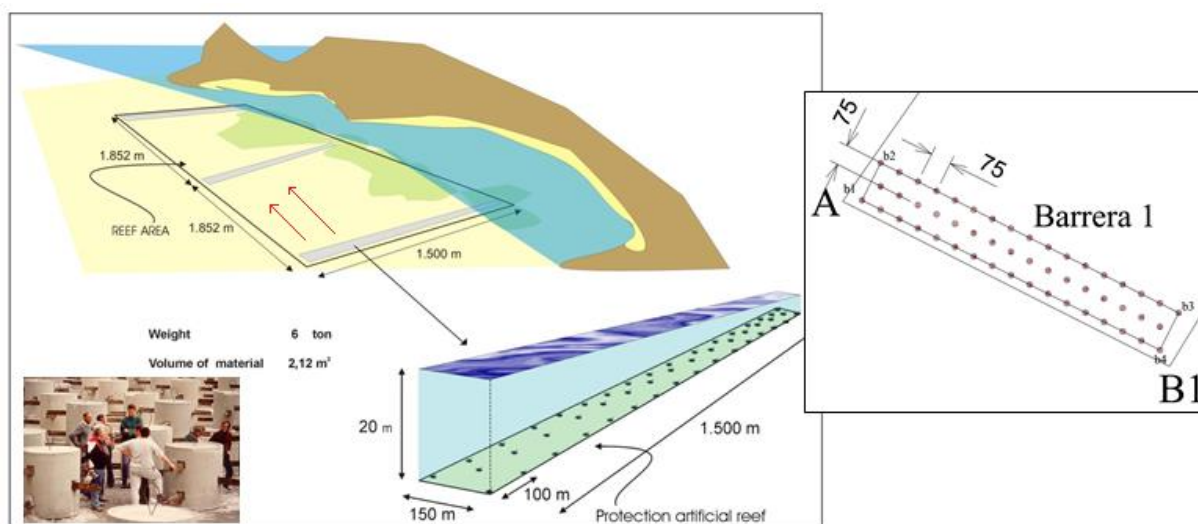 1.852 m
REEF AREA
1.852 m
1.500 m
Weight 6 ton
Volume of material 2,12 m³
20 m
150 m
100 m
1.500 m
Protection artificial reef
75
75
b2
b1
A
Barrera 1
b3
b4
B1